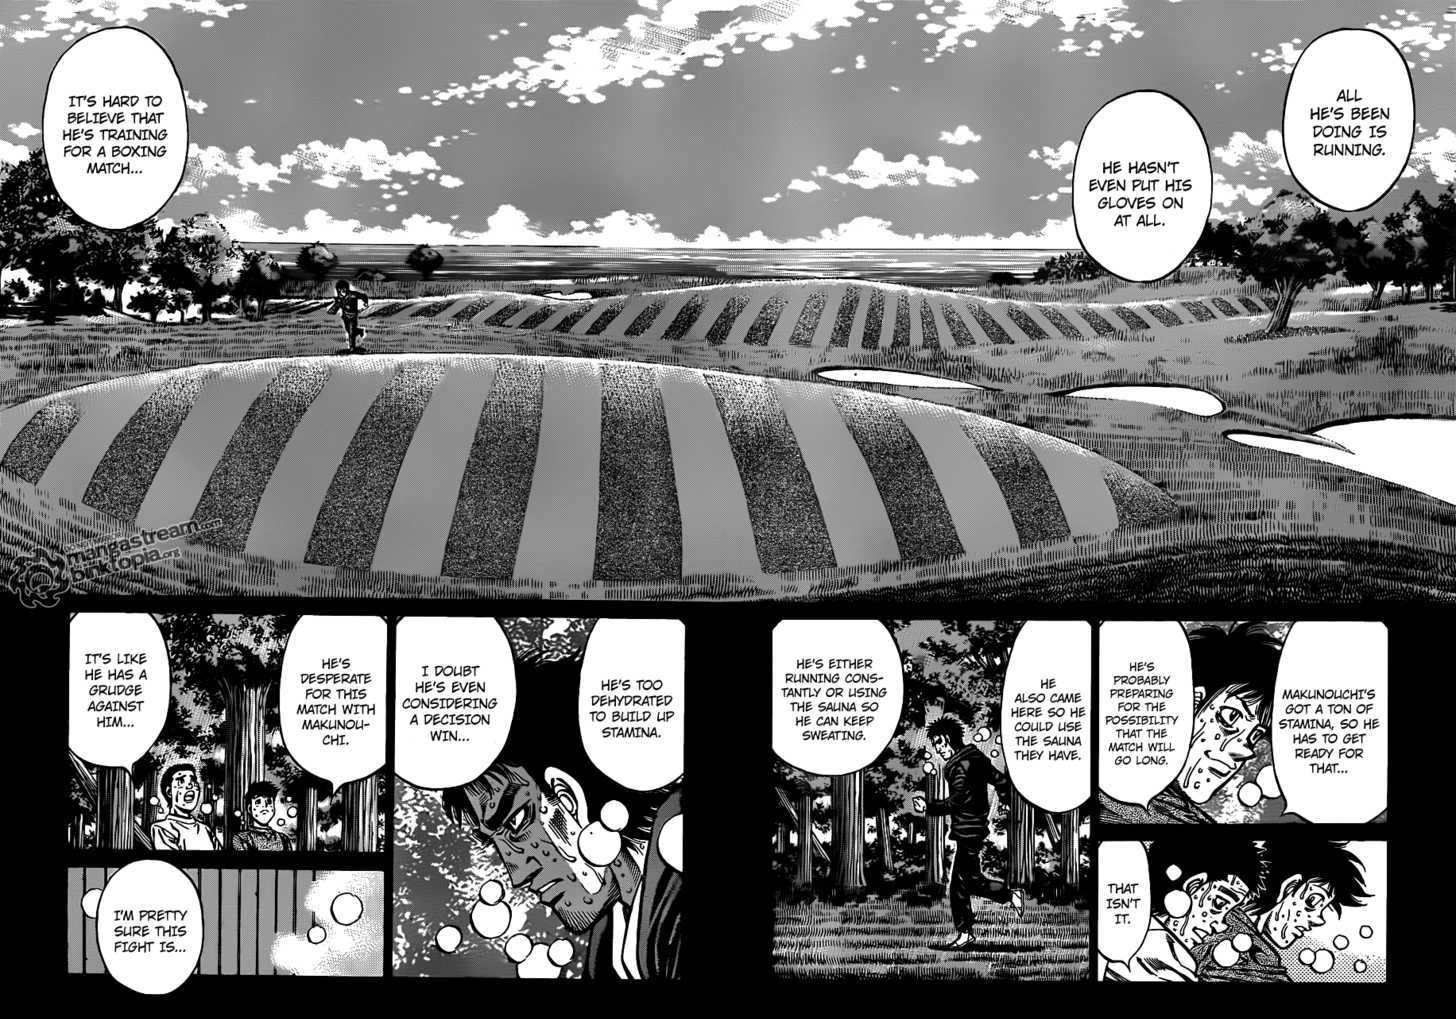 ALL
HE'S BEEN
DOING IS
RUNNING.
HE HASN'T
EVEN PUT HIS
GLOVES ON
AT ALL.
IT'S HARD TO
BELIEVE THAT
HE'S TRAINING
FOR A BOXING
MATCH...
mangastream.com
binktopia.org
MAKUNOUCHI'S
GOT A TON OF
STAMINA, SO HE
HAS TO GET
READY FOR
THAT...
HE'S
PROBABLY
PREPARING
FOR THE
POSSIBILITY
THAT THE
MATCH WILL
GO LONG.
THAT
ISN'T
IT.
HE
ALSO CAME
HERE SO HE
COULD USE
THE SAUNA
THEY HAVE.
HE'S EITHER
RUNNING CONS-
TANTLY OR USING
THE SAUNA SO
HE CAN KEEP
SWEATING.
HE'S TOO
DEHYDRATED
TO BUILD UP
STAMINA.
I DOUBT
HE'S EVEN
CONSIDERING
A DECISION
WIN...
HE'S
DESPERATE
FOR THIS
MATCH WITH
MAKUNOU-
CHI.
IT'S LIKE
HE HAS A
GRUDGE
AGAINST
HIM...
I'M PRETTY
SURE THIS
FIGHT IS...